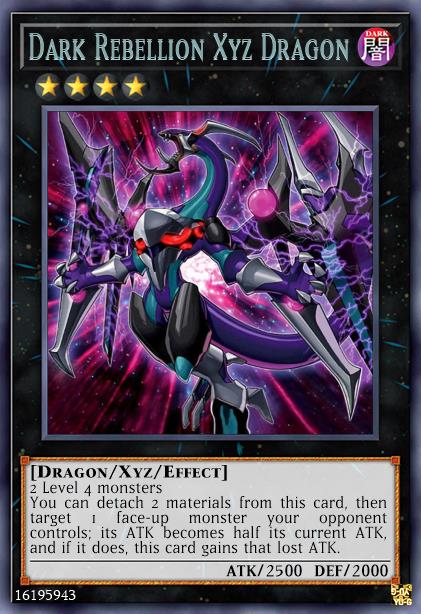 Dark Rebellion Xyz Dragon
DARK
闇
[Dragon/Xyz/Effect]
2 Level 4 monsters
You can detach 2 materials from this card, then
target 1 face-up monster your opponent
controls; its ATK becomes half its current ATK,
and if it does, this card gains that lost ATK.
ATK/2500 DEF/2000
16195943